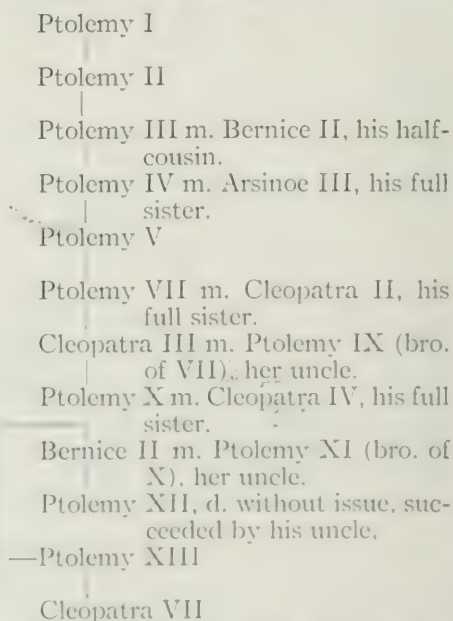 Ptolemy I
Ptolemy II
Ptolemy III m. Bernice II, his half-
cousin.
Ptolemy IV m. Arsinoe III, his full
sister.
Ptolemy V
Ptolemy VII m. Cleopatra II, his
full sister.
Cleopatra III m. Ptolemy IX (bro.
of VII), her uncle.
Ptolemy X m. Cleopatra IV, his full
sister.
Bernice II m. Ptolemy XI (bro. of
X), her uncle.
Ptolemy XII, d. without issue, suc-
ceeded by his uncle,
—Ptolemy XIII
Cleopatra VII